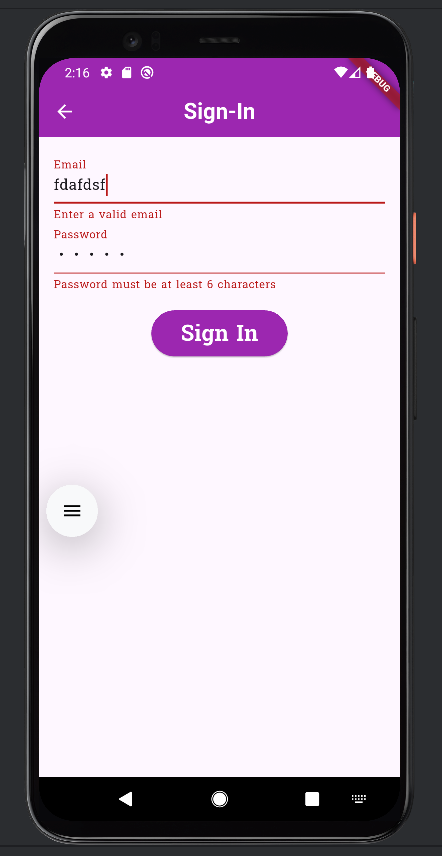 2:16
DEBUG
Sign-In
Email
fdafdsf
Enter a valid email
Password
•••••
Password must be at least 6 characters
Sign In